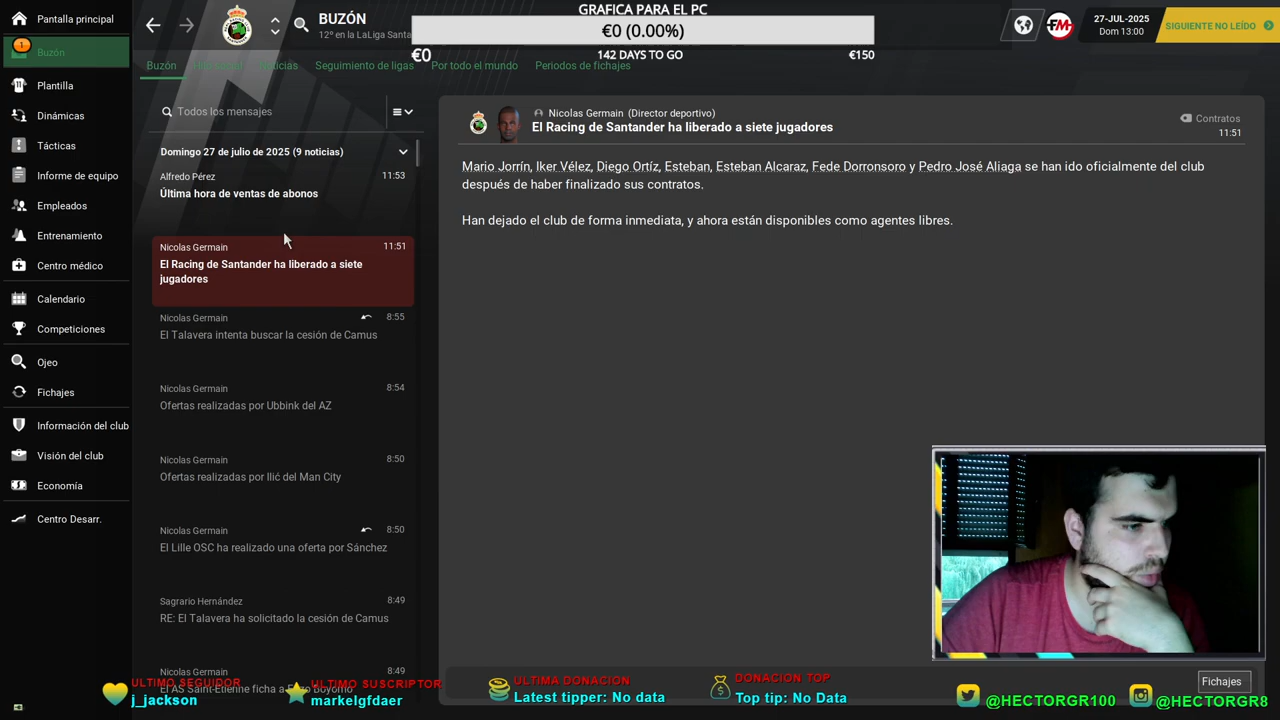 Pantalla principal
1
Buzón
Plantilla
Dinámicas
Tácticas
Informe de equipo
Empleados
Entrenamiento
Centro médico
Calendario
Competiciones
Ojeo
Fichajes
Información del club
Visión del club
Economía
Centro Desarr.
BUZÓN
12º en la LaLiga Santa
GRAFICA PARA EL PC
€0 (0.00%)
€0
142 DAYS TO GO
€150
FM
27-JUL-2025
Dom 13:00
SIGUIENTE NO LEÍDO
Buzón
Noticias
Seguimiento de ligas
Por todo el mundo
Periodos de fichajes
Todos los mensajes
Domingo 27 de julio de 2025 (9 noticias)
Alfredo Pérez
11:53
Última hora de ventas de abonos
Nicolas Germain
11:51
El Racing de Santander ha liberado a siete
jugadores
Nicolas Germain
8:55
El Talavera intenta buscar la cesión de Camus
Nicolas Germain
8:54
Ofertas realizadas por Ubbink del AZ
Nicolas Germain
8:50
Ofertas realizadas por Ilić del Man City
Nicolas Germain
8:50
El Lille OSC ha realizado una oferta por Sánchez
Sagrario Hernández
8:49
RE: El Talavera ha solicitado la cesión de Camus
Nicolas Germain
8:49
El AS Saint-Étienne ficha a Enzo Boyomo
Nicolas Germain (Director deportivo)
El Racing de Santander ha liberado a siete jugadores
Contratos
11:51
Mario Jorrín, Iker Vélez, Diego Ortíz, Esteban, Esteban Alcaraz, Fede Dorronsoro y Pedro José Aliaga se han ido oficialmente del club
después de haber finalizado sus contratos.
Han dejado el club de forma inmediata, y ahora están disponibles como agentes libres.
Fichajes
ULTIMO SEGUIDOR
j_jackson
ULTIMO SUSCRIPTOR
markelgfdaer
ULTIMA DONACION
Latest tipper: No data
DONACION TOP
Top tip: No Data
@HECTORGR100
@HECTORGR8